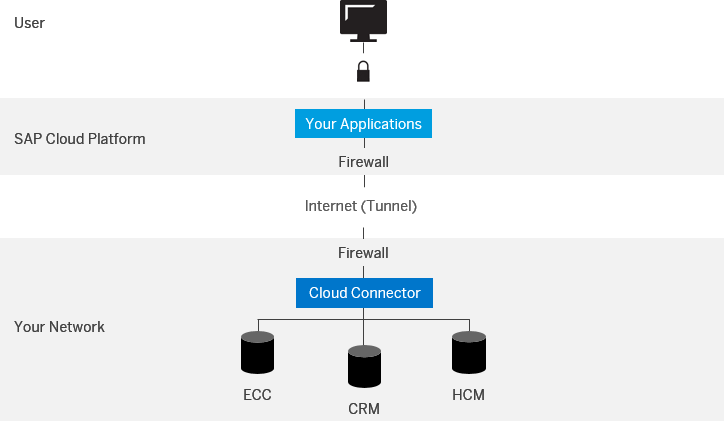 User
SAP Cloud Platform
Your Applications
Firewall
Internet (Tunnel)
Firewall
Cloud Connector
Your Network
ECC
CRM
HCM